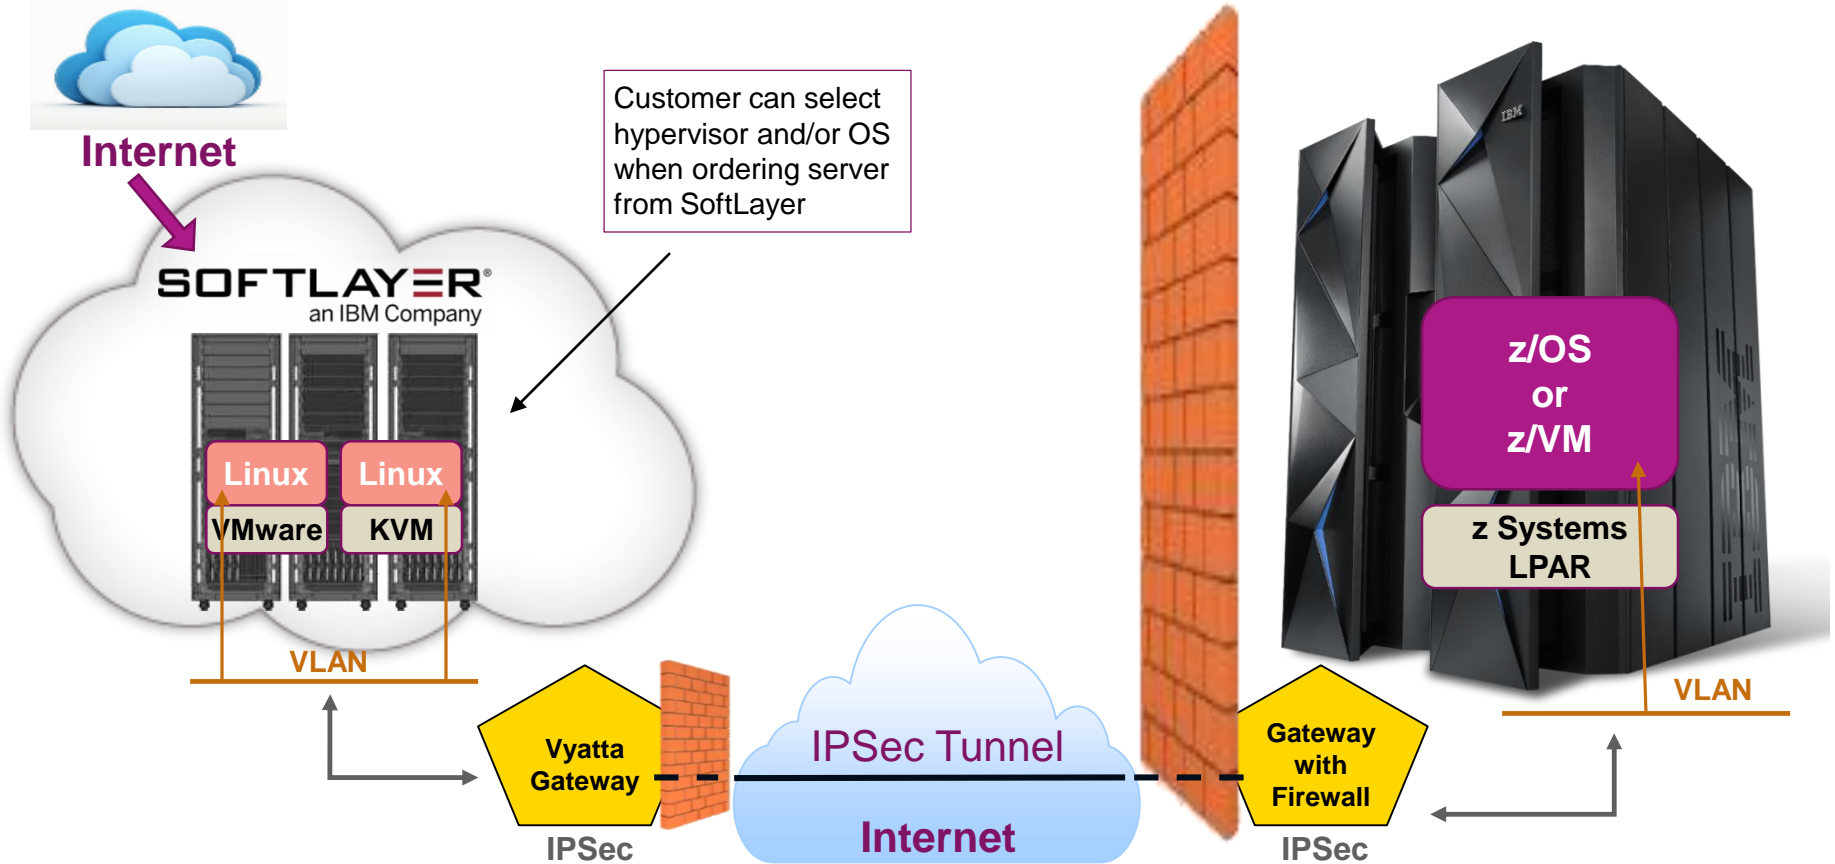 Internet
Customer can select
hypervisor and/or OS
when ordering server
from SoftLayer
SOFTLAYER®
an IBM Company
Linux
Linux
VMware
KVM
VLAN
IBM
z/OS
or
z/VM
z Systems
LPAR
IBM
VLAN
Vyatta
Gateway
IPSec
IPSec Tunnel
Internet
Gateway
with
Firewall
IPSec